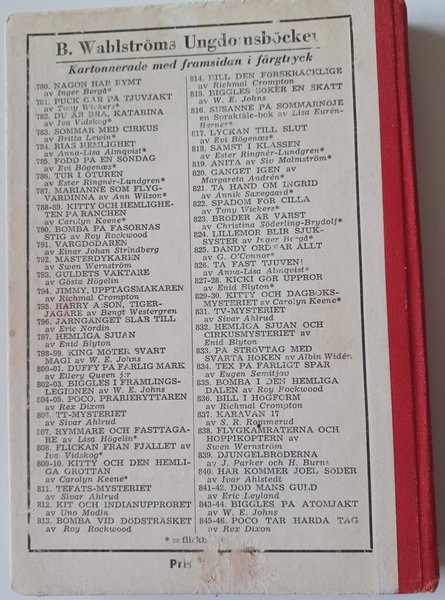 B. Wahlströms Ungdomsböcker
Kartonnerade med framsidan i färgtryck
780. NÅGON HAR RYMT
av Inger Bergå*
781. PUCK GÅR PÅ TJUVJAKT
av Tony Wickers*
782. DU ÄR BRA, KATARINA
av Iva Vidskog*
783. SOMMAR MED CIRKUS
av Britta Lewin*
784. RIAS HEMLIGHET
av Anna-Lisa Almqvist*
785. FÖDD PÅ EN SÖNDAG
av Evi Bögenæs*
786. TUR I OTUREN
av Ester Ringnér-Lundgren*
787. MARIANNE SOM FLYG-
VÄRDINNA av Ann Wilson*
788-89. KITTY OCH HEMLIGHE-
TEN PÅ RANCHEN
av Carolyn Keene*
790. BOMBA PÅ FASORNAS
STIG av Roy Rockwood
791. VARGDÖDAREN
av Einar Johan Strindberg
792. MASTERDYKAREN
av Swen Wernström
793. GULDETS VÄKTARE
av Gösta Högelin
794. JIMMY, UPPTÅGSMAKAREN
av Richmal Crompton
795. HARRY A:SON, TIGER-
JÄGARE av Bengt Westergren
796. JÄRNGÄNGET SLÅR TILL
av Eric Nordin
797. HEMLIGA SJUAN
av Enid Blyton
798-99. KING MÖTER SVART
MAGI av W. E. Johns
800-01. DUFFY PÅ FARLIG MARK
av Ellery Queen jr
802-03. BIGGLES I FRÄMLINGS-
LEGIONEN av W. E. Johns
804-05. POCO, PRÄRIERYTTAREN
av Rex Dixon
806. TT-MYSTERIET
av Sivar Ahlrud
807. RYMMARE OCH FASTTAGA-
RE av Lisa Högelin*
808. FLICKAN FRÅN FJÄLLET av
Iva Vidskog*
809-10. KITTY OCH DEN HEMLI-
GA GROTTAN
av Carolyn Keene*
811. TEFAT S-MYSTERIET
av Sivar Ahlrud
812. KIT OCH INDIANUPPRORET
av Uno Modin
813. BOMBA VID DÖDSTRÄSKET
av Roy Rockwood
814. BILL DEN FÖRSKRÄCKLIGE
av Richmal Crompton
815. BIGGLES SÖKER EN SKATT
av W. E. Johns
816. SUSANNE PÅ SOMMARNÖJE
en Språkfåle-bok av Lisa Eurén-
Berner*
817. LYCKAN TILL SLUT
av Evi Bögenæs*
818. SÄMST I KLASSEN
av Ester Ringnér-Lundgren*
819. ANITA av Siv Malmström*
820. GÄNGET IGEN av
Margareta Andrén*
821. TA HAND OM INGRID
av Annik Saxegaard*
822. SPADOM FÖR CILLA
av Tony Wickers*
823. BRÖDER ÄR VÄRST
av Christina Söderling-Brydolf*
824. LILLEMOR BLIR SJUK-
SYSTER av Inger Bergå*
825. DANDY ORDNAR ALLT
av G. O'Connor*
826. TA FAST TJUVEN!
av Anna-Lisa Almqvist*
827-28. KICKI GÖR UPPROR
av Enid Blyton*
829-30. KITTY OCH DAGBOKS-
MYSTERIET av Carolyn Keene*
831. TV-MYSTERIET
av Sivar Ahlrud
832. HEMLIGA SJUAN OCH
CIRKUSMYSTERIET av
Enid Blyton
833. PÅ STRÖVTÅG MED
SVARTA HÖKEN av Albin Widén
834. TEX PÅ FARLIGT SPÅR
av Eugen Semitjov
835. BOMBA I DEN HEMLIGA
DALEN av Roy Rockwood
836. BILL I HÖGFORM
av Richmal Crompton
837. KARAVAN 17
av S. R. Rommerud
838. FLYGKAMRATERNA OCH
HOPPIKOPTERN av
Swen Wernström
839. DJUNGELBRÖDERNA
av J. Parker och H. Burns
840. HÄR KOMMER JOEL SÖDER
av Ivar Ahlstedt
841-42. DÖD MANS GULD
av Eric Leyland
843-44. BIGGLES PÅ ATOMJAKT
av W. E. Johns
845-46. POCO TAR HÅRDA TAG
av Rex Dixon
* = flickb
Pris